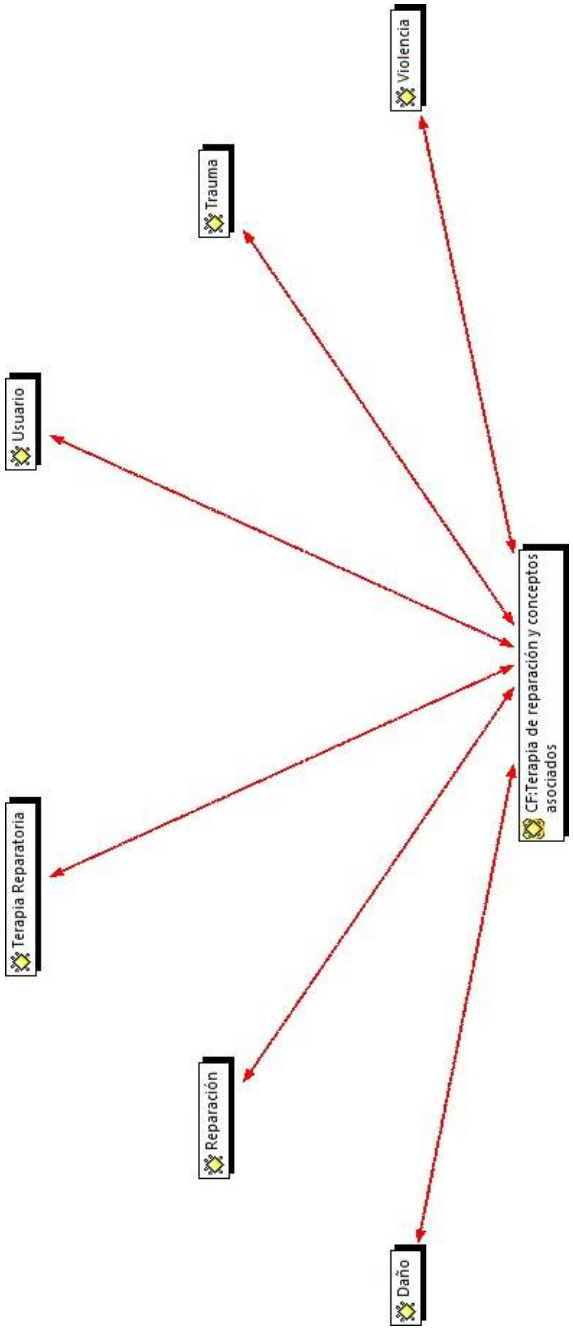 Usuario
Terapia Reparatoria
Trauma
Reparación
Violencia
Daño
CF:Terapia de reparación y conceptos
asociados